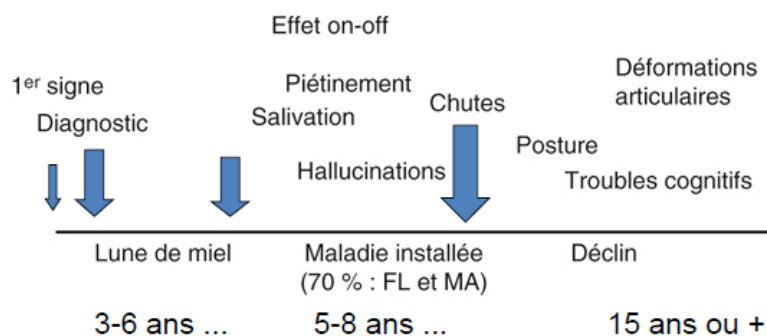 Effet on-off
1er signe
Diagnostic
Piétinement
Salivation
Hallucinations
Chutes
Déformations
articulaires
Posture
Troubles cognitifs
Lune de miel
Maladie installée
(70 % : FL et MA)
Déclin
3-6 ans ...
5-8 ans ...
15 ans ou +